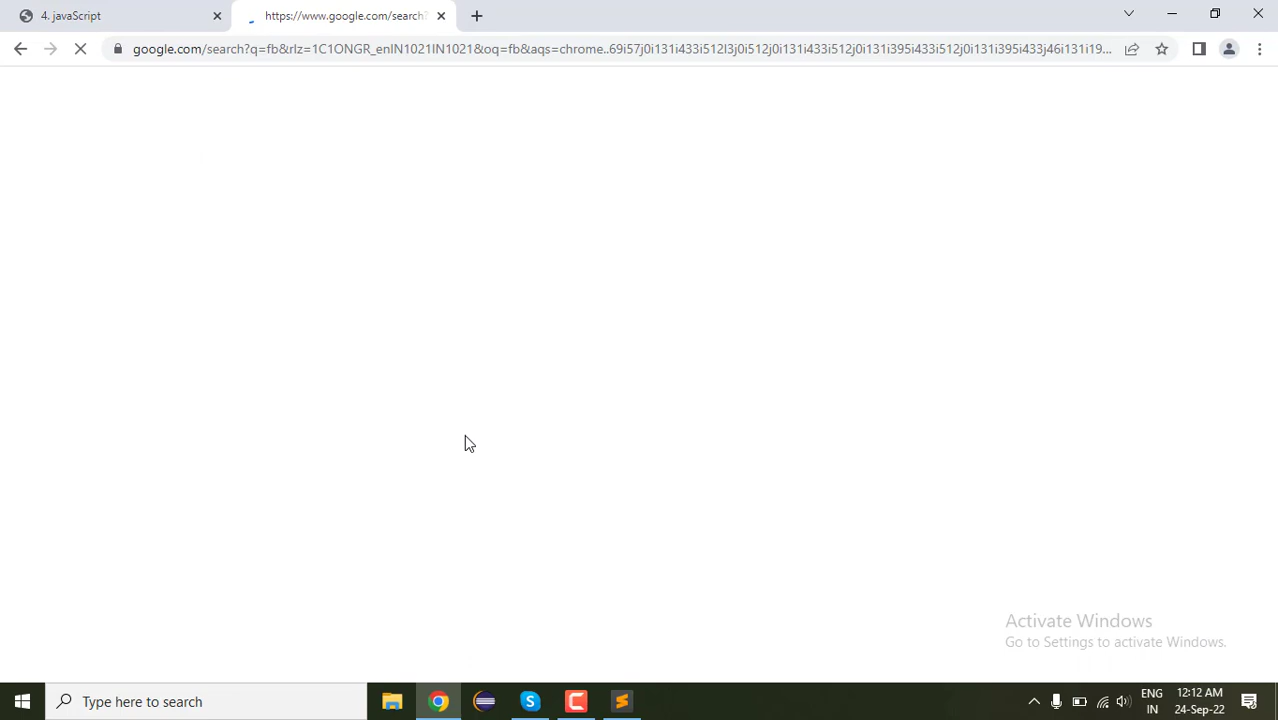 4. javaScript
https://www.google.com/search?
google.com/search?q=fb&rlz=1C1ONGR_enIN1021IN1021&oq=fb&aqs=chrome..69i57j0i131i433i512l3j0i512j0i131i433i512j0i131i395i433i512j0i131i395i433j46i131i19...
Activate Windows
Go to Settings to activate Windows.
Type here to search
ENG
IN
12:12 AM
24-Sep-22